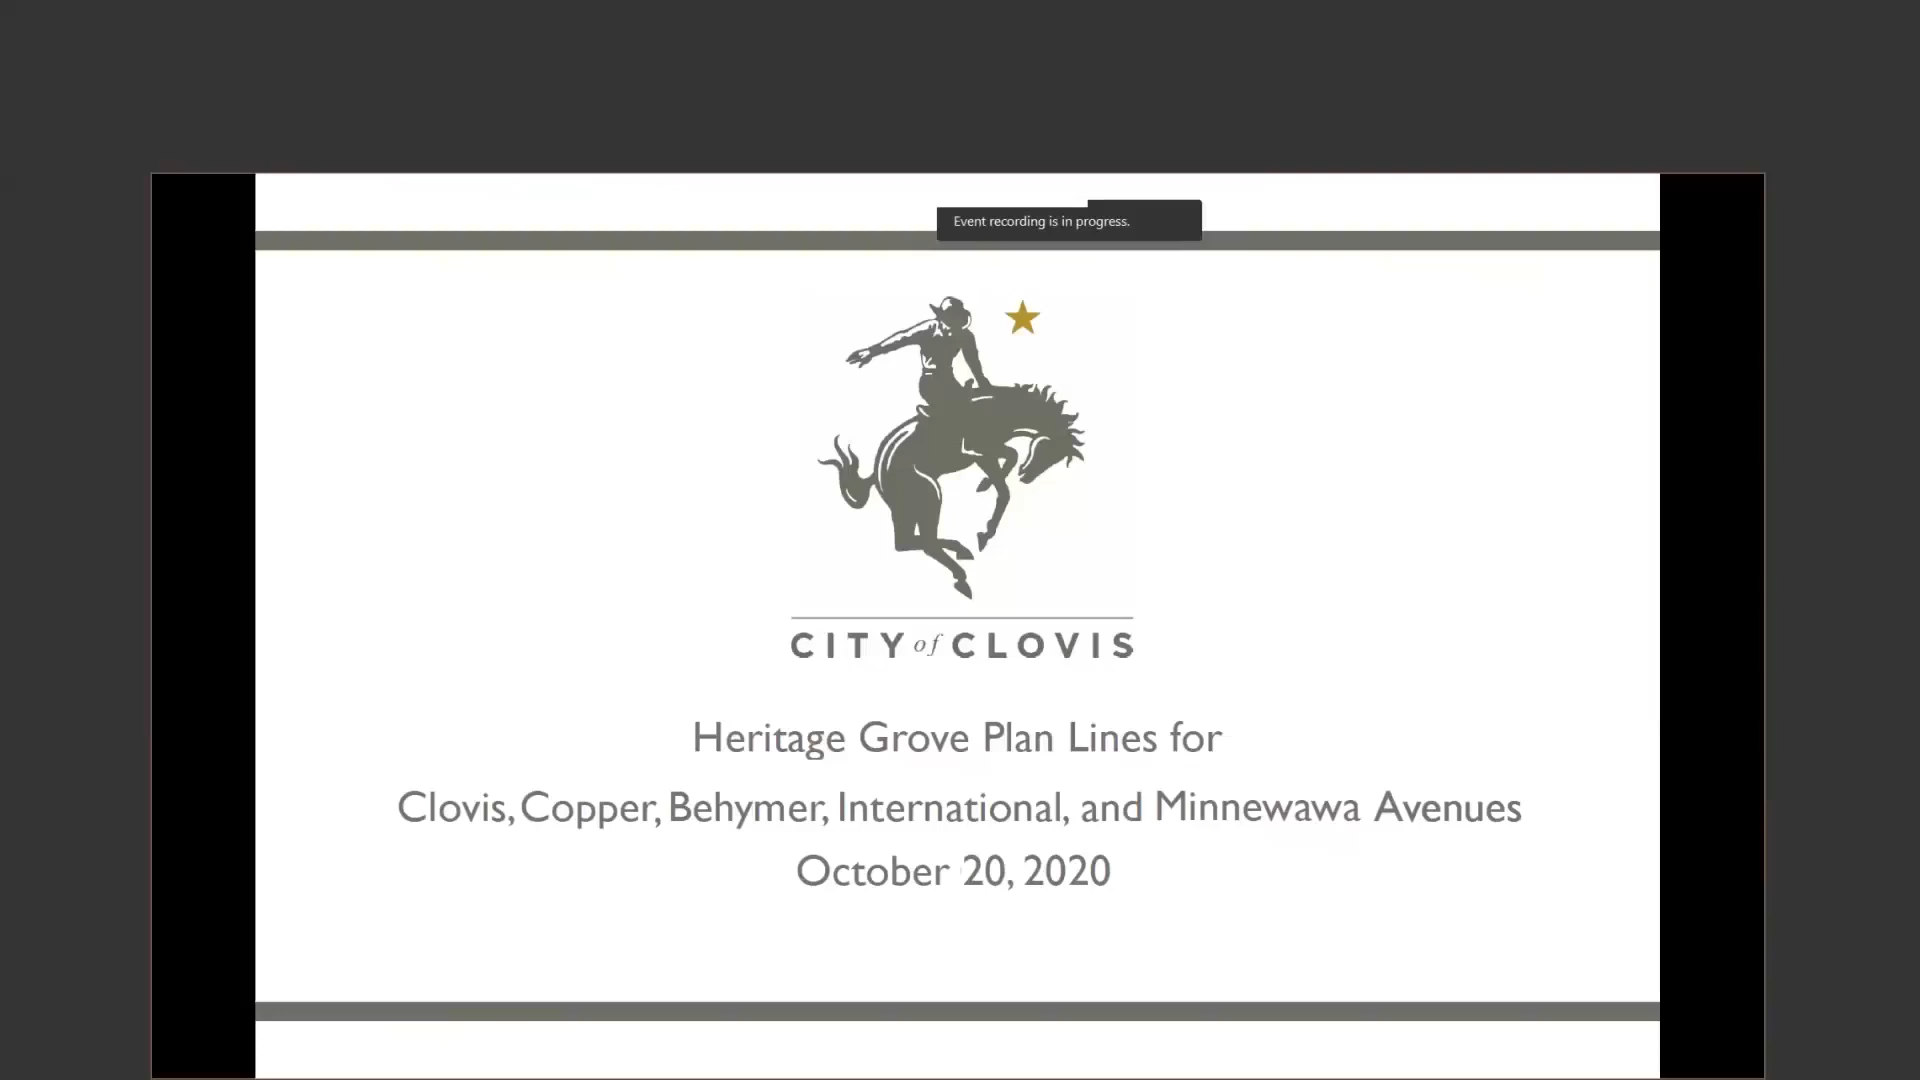 Event recording is in progress.
CITY of CLOVIS
Heritage Grove Plan Lines for
Clovis, Copper, Behymer, International, and Minnewawa Avenues
October 20, 2020